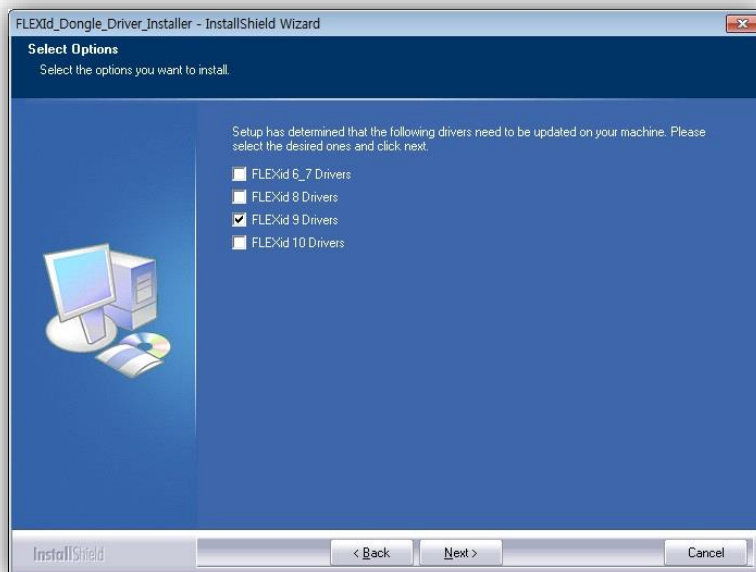 FLEXId_Dongle_Driver_Installer - InstallShield Wizard
Select Options
Select the options you want to install.
Setup has determined that the following drivers need to be updated on your machine. Please
select the desired ones and click next.
FLEXid 6_7 Drivers
FLEXid 8 Drivers
FLEXid 9 Drivers
FLEXid 10 Drivers
InstallShield
< Back
Next >
Cancel